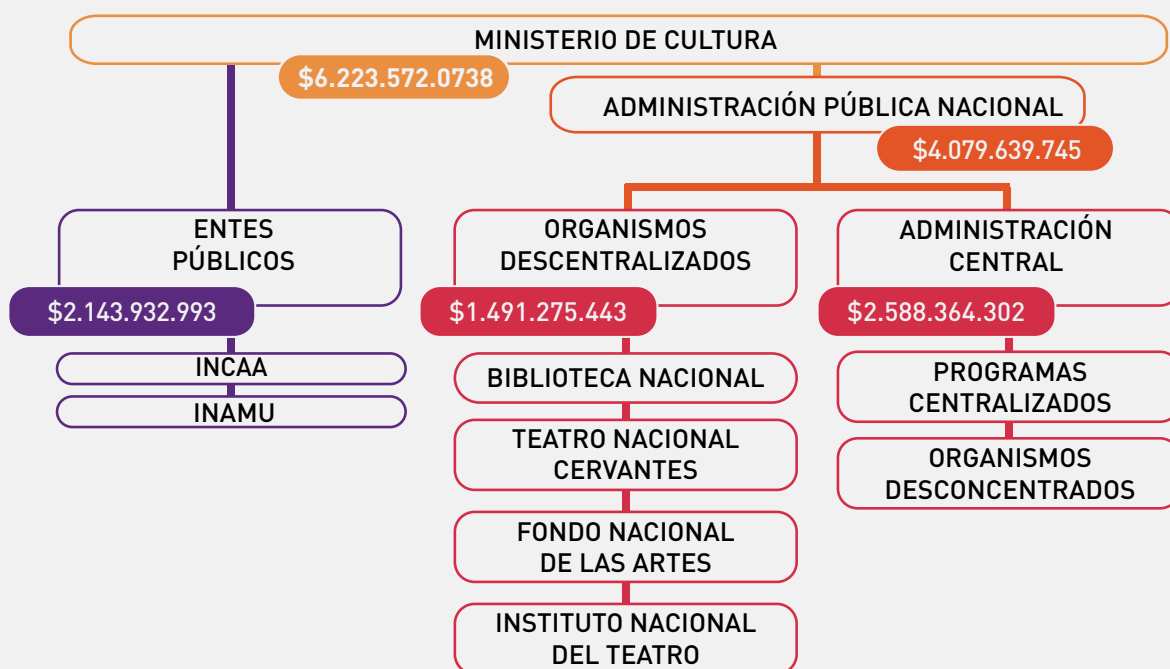 MINISTERIO DE CULTURA
$6.223.572.0738
ADMINISTRACIÓN PÚBLICA NACIONAL
$4.079.639.745
ENTES
PÚBLICOS
$2.143.932.993
INCAA
INAMU
ORGANISMOS
DESCENTRALIZADOS
$1.491.275.443
BIBLIOTECA NACIONAL
TEATRO NACIONAL
CERVANTES
FONDO NACIONAL
DE LAS ARTES
INSTITUTO NACIONAL
DEL TEATRO
ADMINISTRACIÓN
CENTRAL
$2.588.364.302
PROGRAMAS
CENTRALIZADOS
ORGANISMOS
DESCONCENTRADOS